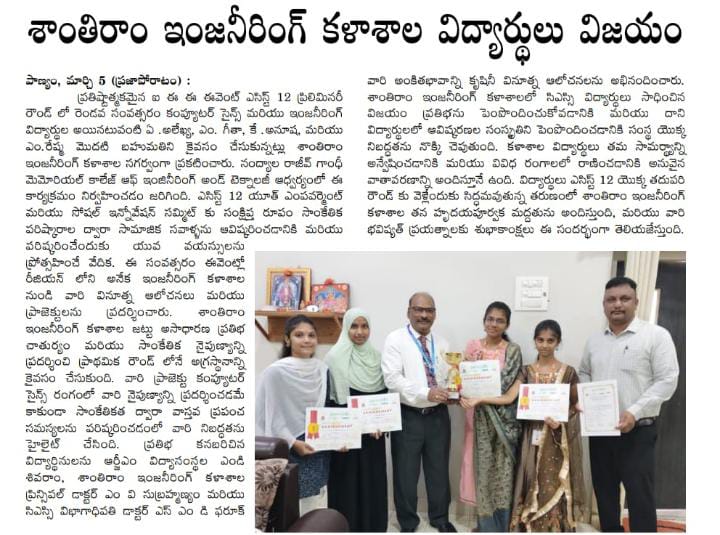 శాంతిరాం ఇంజనీరింగ్ కళాశాల విద్యార్థులు విజయం
పాణ్యం, మార్చి 5 (ప్రజాపోరాటం) :
ప్రతిష్టాత్మకమైన ఐ ఈ ఈ ఈవెంట్ ఎసిస్ట్ 12 ప్రిలిమినరీ
రౌండ్ లో రెండవ సంవత్సరం కంప్యూటర్ సైన్స్ మరియు ఇంజనీరింగ్
విద్యార్థుల అయినటువంటి ఏ .అలేఖ్య, ఎం. గీతా, కే .అనూష, మరియు
ఎం.రేష్మ మొదటి బహుమతిని కైవసం చేసుకున్నట్లు శాంతిరాం
ఇంజనీరింగ్ కళాశాల సగర్వంగా ప్రకటించారు. నంద్యాల రాజీవ్ గాంధీ
మెమోరియల్ కాలేజ్ ఆఫ్ ఇంజినీరింగ్ అండ్ టెక్నాలజీ ఆధ్వర్యంలో ఈ
కార్యక్రమం నిర్వహించడం జరిగింది. ఎసిస్ట్ 12 యూత్ ఎంపవర్మెంట్
మరియు సోషల్ ఇన్నోవేషన్ సమ్మిట్ కు సంక్షిప్త రూపం సాంకేతిక
పరిష్కారాల ద్వారా సామాజిక సవాళ్ళను ఆవిష్కరించడానికి మరియు
పరిష్కరించేందుకు యువ వయస్సులను
ప్రోత్సహించే వేదిక. ఈ సంవత్సరం ఈవెంట్లో
రీజియన్ లోని అనేక ఇంజనీరింగ్ కళాశాల
నుండి వారి వినూత్న ఆలోచనలు మరియు
ప్రాజెక్టులను ప్రదర్శించారు. శాంతిరాం
ఇంజనీరింగ్ కళాశాల జట్టు అసాధారణ ప్రతిభ
చాతుర్యం మరియు సాంకేతిక నైపుణ్యాన్ని
ప్రదర్శించి ప్రాథమిక రౌండ్ లోనే అగ్రస్థానాన్ని
కైవసం చేసుకుంది. వారి ప్రాజెక్టు కంప్యూటర్
సైన్స్ రంగంలో వారి నైపుణ్యాన్ని ప్రదర్శించడమే
కాకుండా సాంకేతికత ద్వారా వాస్తవ ప్రపంచ
సమస్యలను పరిష్కరించడంలో వారి నిబద్ధతను
హైలైట్ చేసింది. ప్రతిభ కనబరిచిన
విద్యార్థినులను ఆర్జీఎం విద్యాసంస్థల ఎండి
శివరాం, శాంతిరాం ఇంజనీరింగ్ కళాశాల
ప్రిన్సిపల్ డాక్టర్ ఎం వి సుబ్రహ్మణ్యం మరియు
సిఎస్సి విభాగాధిపతి డాక్టర్ ఎస్ ఎం డి ఫరూక్
వారి అంకితభావాన్ని కృషినీ వినూత్న ఆలోచనలను అభినందించారు.
శాంతిరాం ఇంజనీరింగ్ కళాశాలలో సిఎస్సి విద్యార్థులు సాధించిన
విజయం ప్రతిభను పెంపొందించుకోవడానికి మరియు దాని
విద్యార్థులలో ఆవిష్కరణల సంస్కృతిని పెంపొందించడానికి సంస్థ యొక్క
నిబద్ధతను నొక్కి చెపుతుంది. కళాశాల విద్యార్థులు తమ సామర్థ్యాన్ని
అన్వేషించడానికి మరియు వివిధ రంగాలలో రాణించడానికి అనువైన
వాతావరణాన్ని అందిస్తూనే ఉంది. విద్యార్థులు ఎసిస్ట్ 12 యొక్క తదుపరి
రౌండ్ కు వెళ్లేందుకు సిద్ధమవుతున్న తరుణంలో శాంతిరాం ఇంజనీరింగ్
కళాశాల తన హృదయపూర్వక మద్దతును అందిస్తుంది, మరియు వారి
భవిష్యత్ ప్రయత్నాలకు శుభాకాంక్షలు ఈ సందర్భంగా తెలియజేస్తుంది.